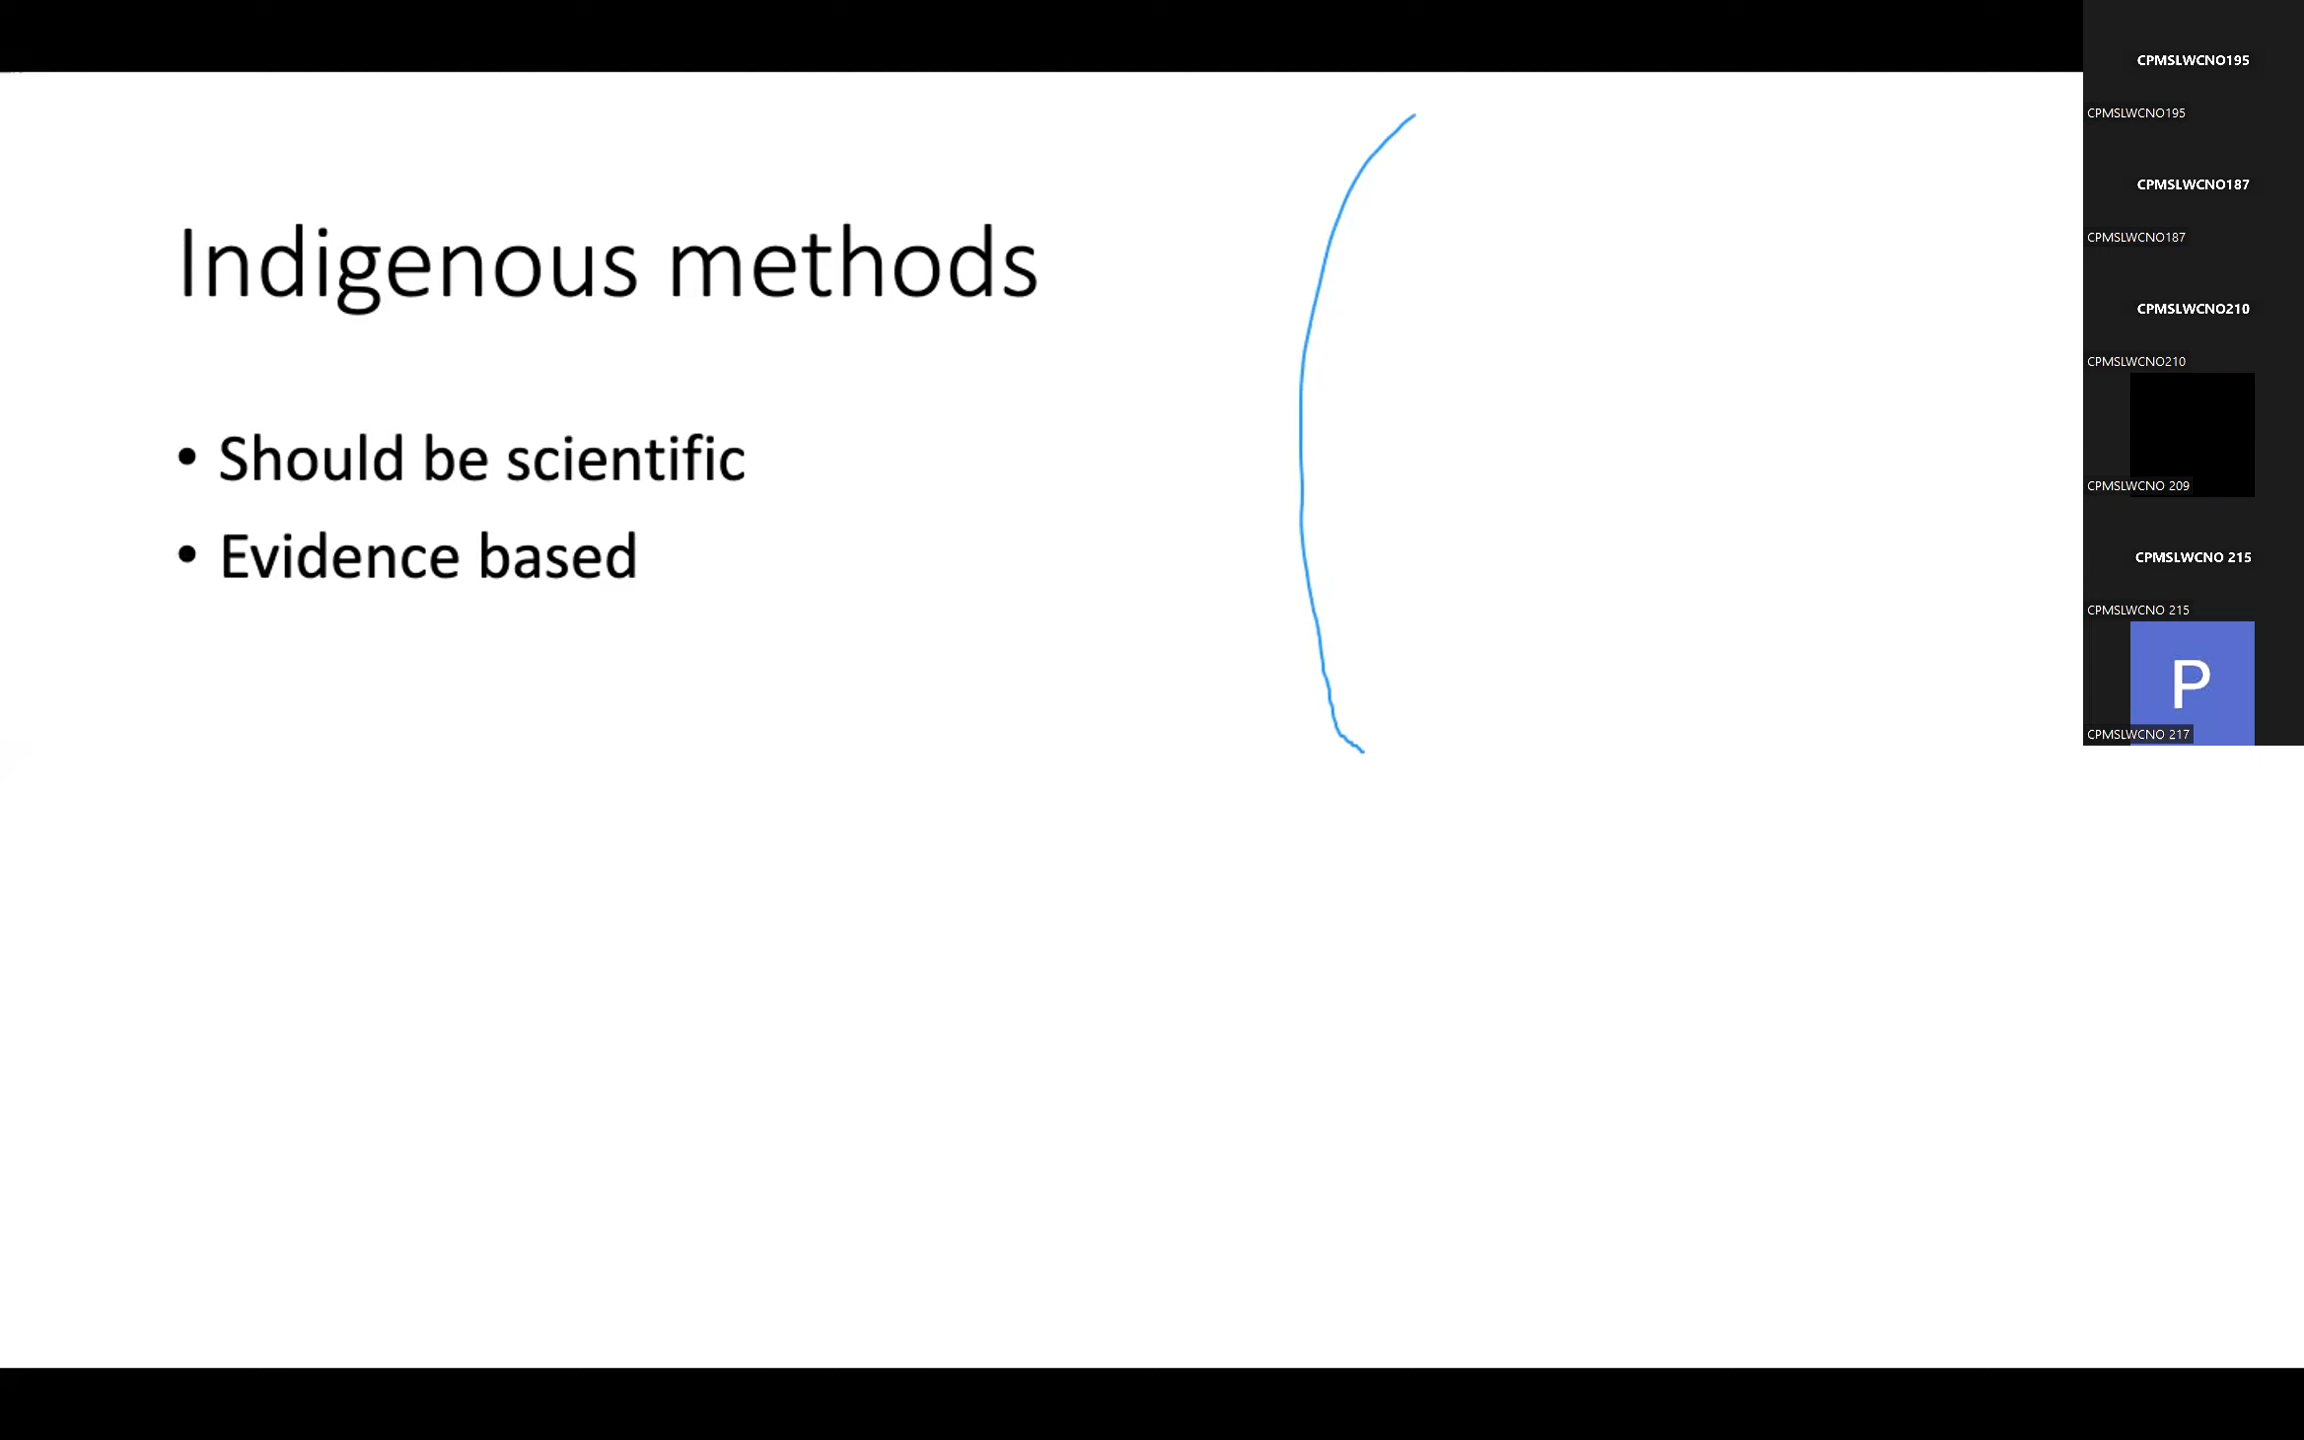 Indigenous methods
• Should be scientific
• Evidence based
CPMSLWCNO195
CPMSLWCNO195
CPMSLWCNO187
CPMSLWCNO187
CPMSLWCNO210
CPMSLWCNO210
CPMSLWCNO 209
CPMSLWCNO 215
CPMSLWCNO 215
P
CPMSLWCNO 217